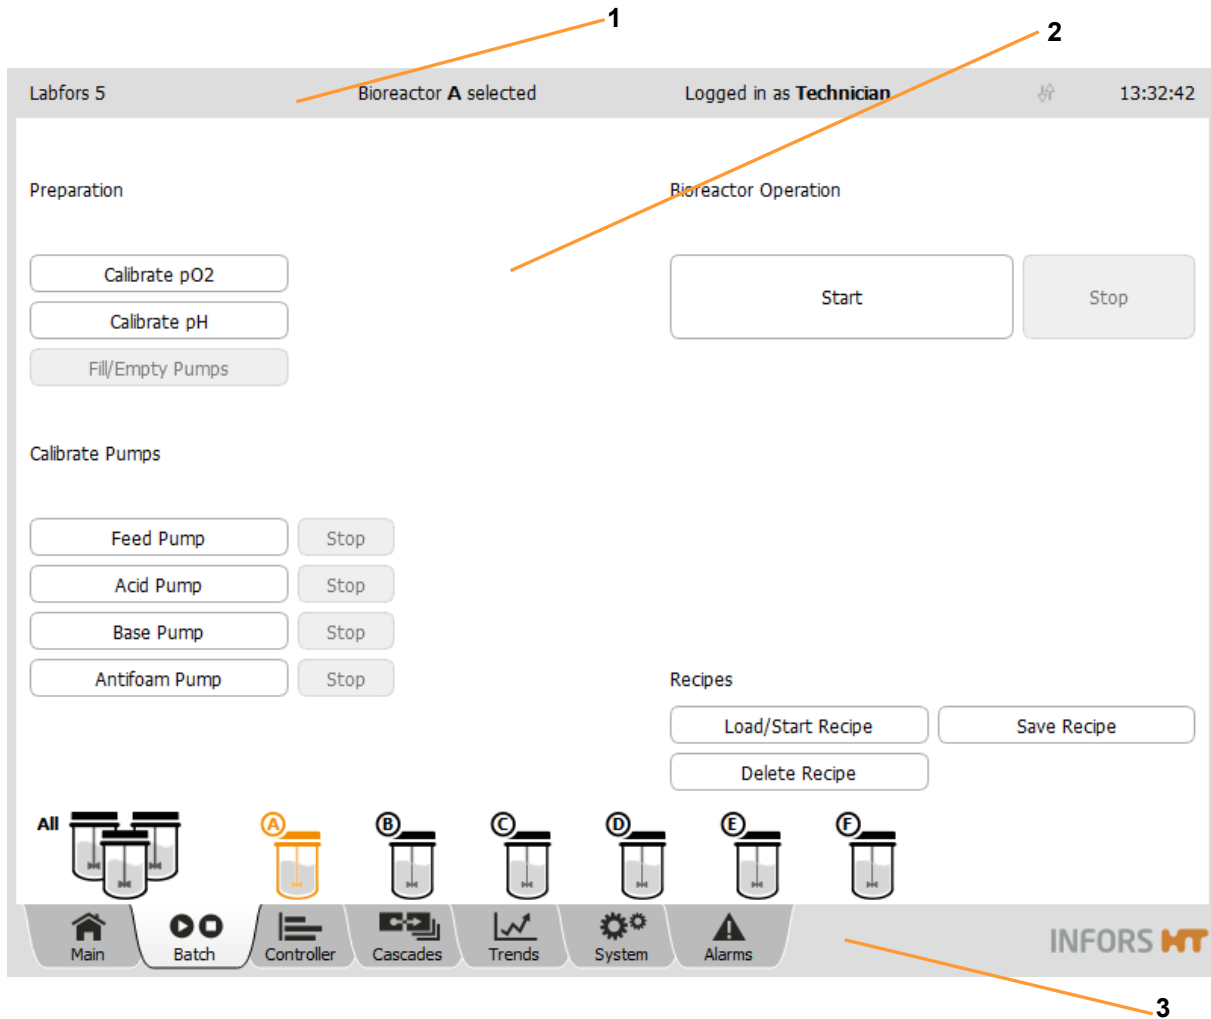 1
2
Labfors 5 Bioreactor A selected Logged in as Technician 13:32:42
Preparation Bioreactor Operation
Calibrate pO2
Start Stop
Calibrate pH
Fill/Empty Pumps
Calibrate Pumps
Feed Pump Stop
Acid Pump Stop
Base Pump Stop
Antifoam Pump Stop
Recipes
Load/Start Recipe Save Recipe
Delete Recipe
All A B C D E F
Main Batch Controller Cascades Trends System Alarms
INFORS HT
3